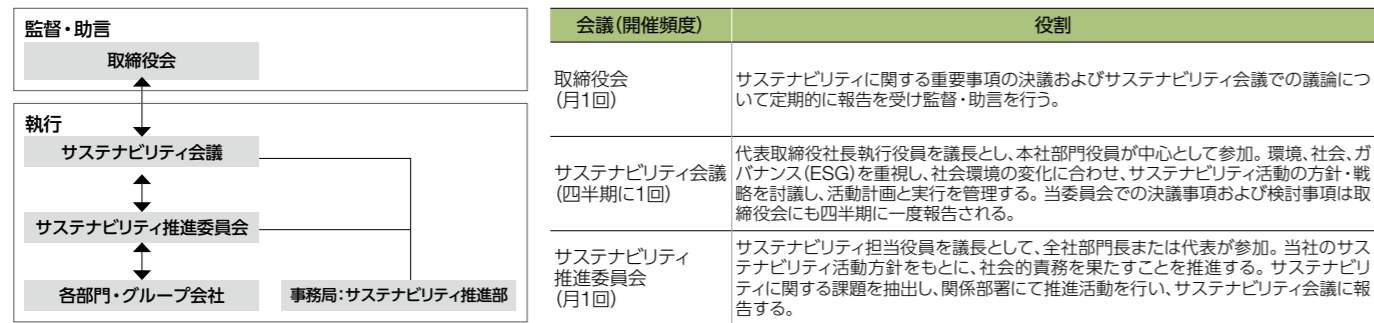 監督・助言
取締役会
執行
サステナビリティ会議
サステナビリティ推進委員会
各部門・グループ会社
事務局：サステナビリティ推進部
会議（開催頻度）
役割
取締役会
（月1回）
サステナビリティに関する重要事項の決議およびサステナビリティ会議での議論につ
いて定期的に報告を受け監督・助言を行う。
サステナビリティ会議
（四半期に1回）
代表取締役社長執行役員を議長とし、本社部門役員が中心として参加。環境、社会、ガ
バナンス（ESG）を重視し、社会環境の変化に合わせ、サステナビリティ活動の方針・戦
略を討議し、活動計画と実行を管理する。当委員会での決議事項および検討事項は取
締役会にも四半期に一度報告される。
サステナビリティ
推進委員会
（月1回）
サステナビリティ担当役員を議長として、全社部門長または代表が参加。当社のサス
テナビリティ活動方針をもとに、社会的責務を果たすことを推進する。サステナビリ
ティに関する課題を抽出し、関係部署にて推進活動を行い、サステナビリティ会議に報
告する。